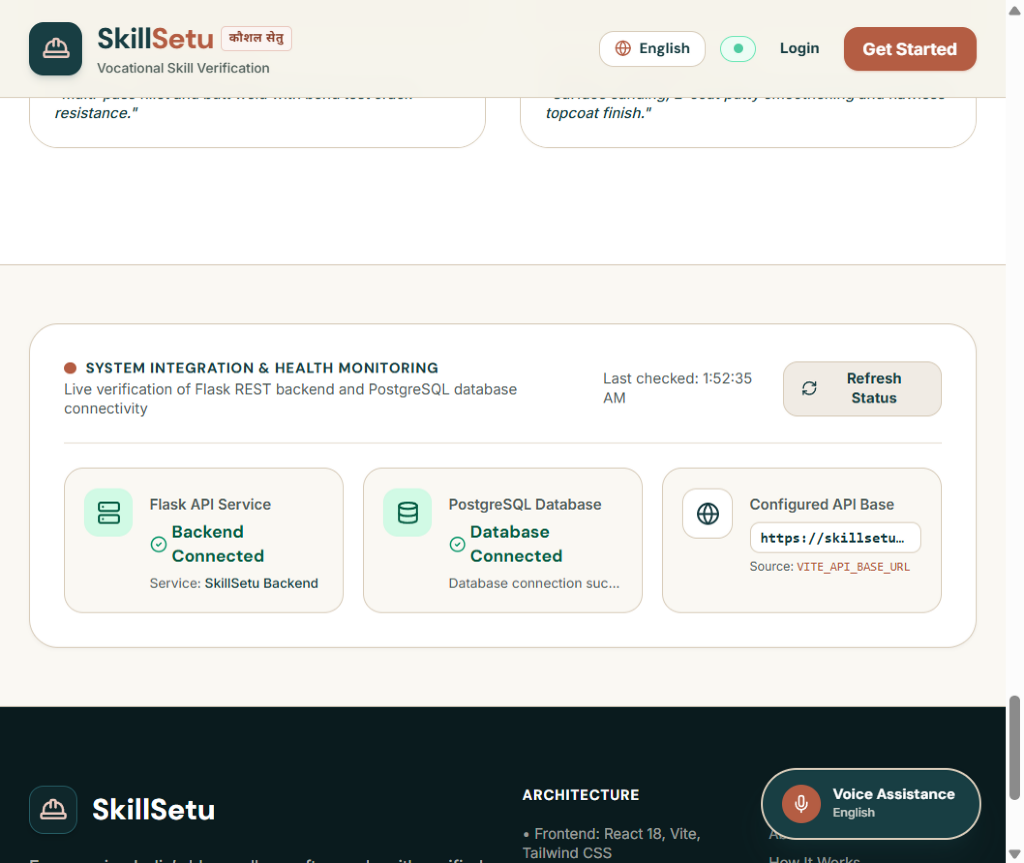 SkillSetu कौशल सेतु
Vocational Skill Verification
English
Login
Get Started
resistance."
topcoat finish."
SYSTEM INTEGRATION & HEALTH MONITORING
Live verification of Flask REST backend and PostgreSQL database
connectivity
Last checked: 1:52:35
AM
Refresh
Status
Flask API Service
Backend
Connected
Service: SkillSetu Backend
PostgreSQL Database
Database
Connected
Database connection suc...
Configured API Base
https://skillsetu…
Source: VITE_API_BASE_URL
SkillSetu
ARCHITECTURE
• Frontend: React 18, Vite,
Tailwind CSS
Voice Assistance
English
How It Works